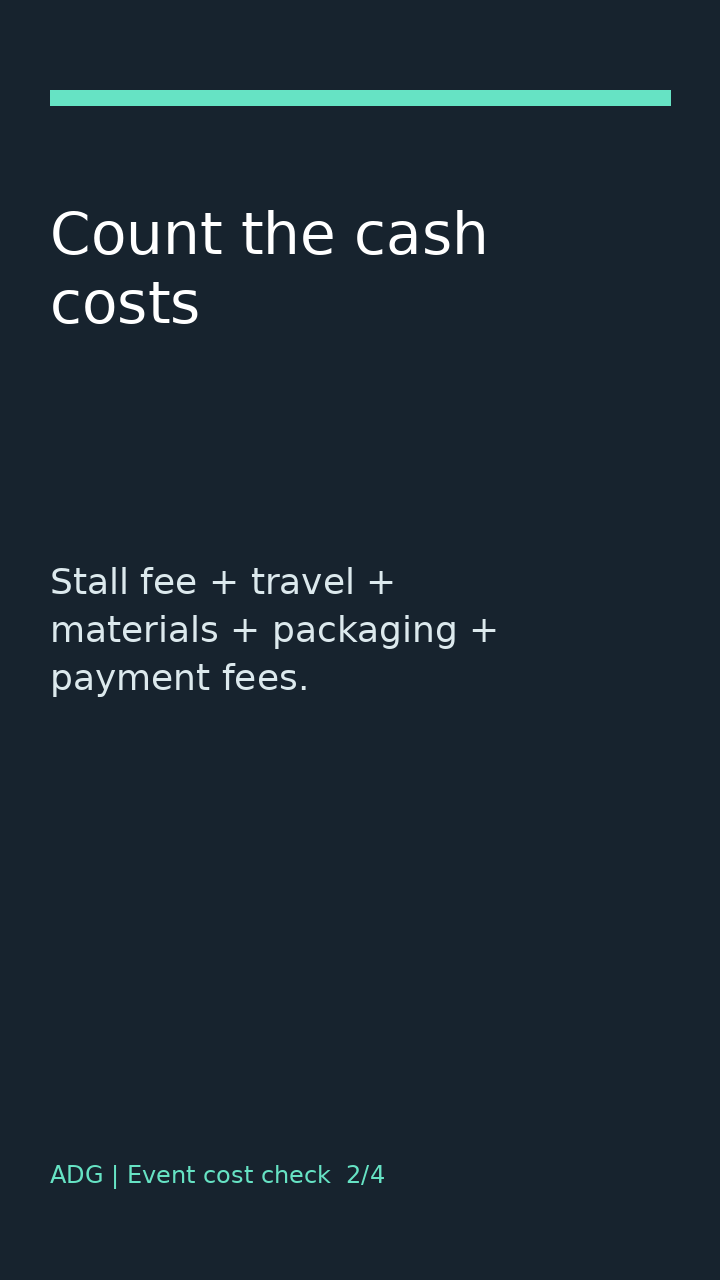 Count the cash
costs
Stall fee + travel +
materials + packaging +
payment fees.
ADG | Event cost check  2/4